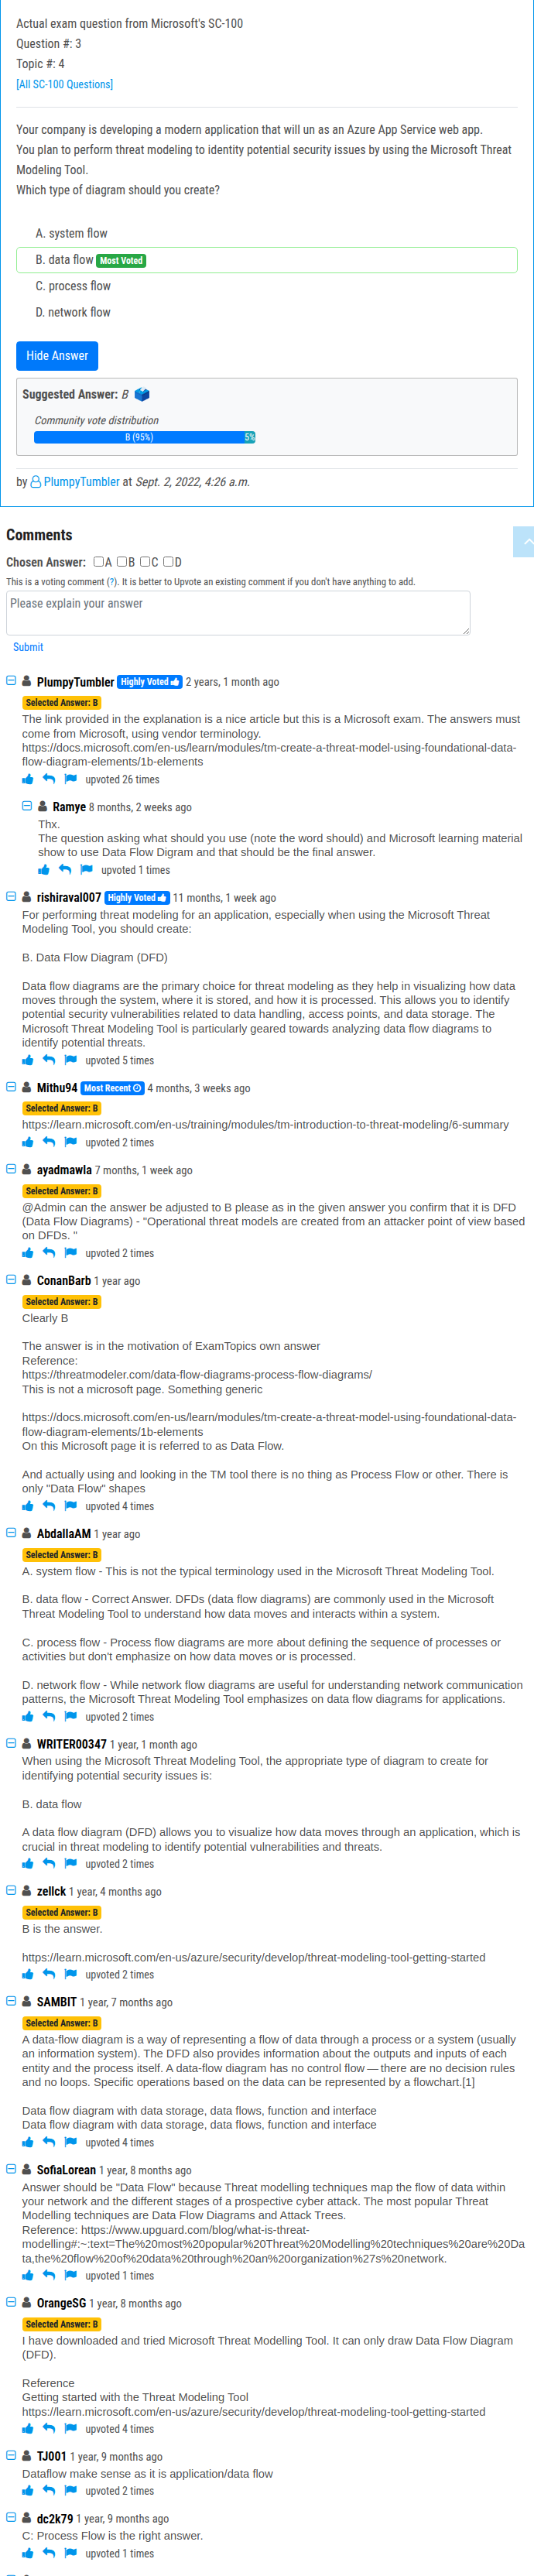 Actual exam question from Microsoft's SC-100
Question #: 3
Topic #: 4
[All SC-100 Questions]
Your company is developing a modern application that will un as an Azure App Service web app.
You plan to perform threat modeling to identity potential security issues by using the Microsoft Threat
Modeling Tool.
Which type of diagram should you create?
A. system flow
B. data flow Most Voted
C. process flow
D. network flow
Hide Answer
Suggested Answer: B
Community vote distribution
B (95%) 5%
by PlumpyTumbler at Sept. 2, 2022, 4:26 a.m.
Comments
Chosen Answer: A B C D
This is a voting comment (?). It is better to Upvote an existing comment if you don't have anything to add.
Please explain your answer
Submit
PlumpyTumbler Highly Voted 2 years, 1 month ago
Selected Answer: B
The link provided in the explanation is a nice article but this is a Microsoft exam. The answers must
come from Microsoft, using vendor terminology.
https://docs.microsoft.com/en-us/learn/modules/tm-create-a-threat-model-using-foundational-data-
flow-diagram-elements/1b-elements
upvoted 26 times
Ramye 8 months, 2 weeks ago
Thx.
The question asking what should you use (note the word should) and Microsoft learning material
show to use Data Flow Digram and that should be the final answer.
upvoted 1 times
rishiraval007 Highly Voted 11 months, 1 week ago
For performing threat modeling for an application, especially when using the Microsoft Threat
Modeling Tool, you should create:
B. Data Flow Diagram (DFD)
Data flow diagrams are the primary choice for threat modeling as they help in visualizing how data
moves through the system, where it is stored, and how it is processed. This allows you to identify
potential security vulnerabilities related to data handling, access points, and data storage. The
Microsoft Threat Modeling Tool is particularly geared towards analyzing data flow diagrams to
identify potential threats.
upvoted 5 times
Mithu94 Most Recent 4 months, 3 weeks ago
Selected Answer: B
https://learn.microsoft.com/en-us/training/modules/tm-introduction-to-threat-modeling/6-summary
upvoted 2 times
ayadmawla 7 months, 1 week ago
Selected Answer: B
@Admin can the answer be adjusted to B please as in the given answer you confirm that it is DFD
(Data Flow Diagrams) - "Operational threat models are created from an attacker point of view based
on DFDs. "
upvoted 2 times
ConanBarb 1 year ago
Selected Answer: B
Clearly B
The answer is in the motivation of ExamTopics own answer
Reference:
https://threatmodeler.com/data-flow-diagrams-process-flow-diagrams/
This is not a microsoft page. Something generic
https://docs.microsoft.com/en-us/learn/modules/tm-create-a-threat-model-using-foundational-data-
flow-diagram-elements/1b-elements
On this Microsoft page it is referred to as Data Flow.
And actually using and looking in the TM tool there is no thing as Process Flow or other. There is
only "Data Flow" shapes
upvoted 4 times
AbdallaAM 1 year ago
Selected Answer: B
A. system flow - This is not the typical terminology used in the Microsoft Threat Modeling Tool.
B. data flow - Correct Answer. DFDs (data flow diagrams) are commonly used in the Microsoft
Threat Modeling Tool to understand how data moves and interacts within a system.
C. process flow - Process flow diagrams are more about defining the sequence of processes or
activities but don't emphasize on how data moves or is processed.
D. network flow - While network flow diagrams are useful for understanding network communication
patterns, the Microsoft Threat Modeling Tool emphasizes on data flow diagrams for applications.
upvoted 2 times
WRITER00347 1 year, 1 month ago
When using the Microsoft Threat Modeling Tool, the appropriate type of diagram to create for
identifying potential security issues is:
B. data flow
A data flow diagram (DFD) allows you to visualize how data moves through an application, which is
crucial in threat modeling to identify potential vulnerabilities and threats.
upvoted 2 times
zellck 1 year, 4 months ago
Selected Answer: B
B is the answer.
https://learn.microsoft.com/en-us/azure/security/develop/threat-modeling-tool-getting-started
upvoted 2 times
SAMBIT 1 year, 7 months ago
Selected Answer: B
A data-flow diagram is a way of representing a flow of data through a process or a system (usually
an information system). The DFD also provides information about the outputs and inputs of each
entity and the process itself. A data-flow diagram has no control flow — there are no decision rules
and no loops. Specific operations based on the data can be represented by a flowchart.[1]
Data flow diagram with data storage, data flows, function and interface
Data flow diagram with data storage, data flows, function and interface
upvoted 4 times
SofiaLorean 1 year, 8 months ago
Answer should be "Data Flow" because Threat modelling techniques map the flow of data within
your network and the different stages of a prospective cyber attack. The most popular Threat
Modelling techniques are Data Flow Diagrams and Attack Trees.
Reference: https://www.upguard.com/blog/what-is-threat-
modelling#:~:text=The%20most%20popular%20Threat%20Modelling%20techniques%20are%20Da
ta,the%20flow%20of%20data%20through%20an%20organization%27s%20network.
upvoted 1 times
OrangeSG 1 year, 8 months ago
Selected Answer: B
I have downloaded and tried Microsoft Threat Modelling Tool. It can only draw Data Flow Diagram
(DFD).
Reference
Getting started with the Threat Modeling Tool
https://learn.microsoft.com/en-us/azure/security/develop/threat-modeling-tool-getting-started
upvoted 4 times
TJ001 1 year, 9 months ago
Dataflow make sense as it is application/data flow
upvoted 2 times
dc2k79 1 year, 9 months ago
C: Process Flow is the right answer.
upvoted 1 times